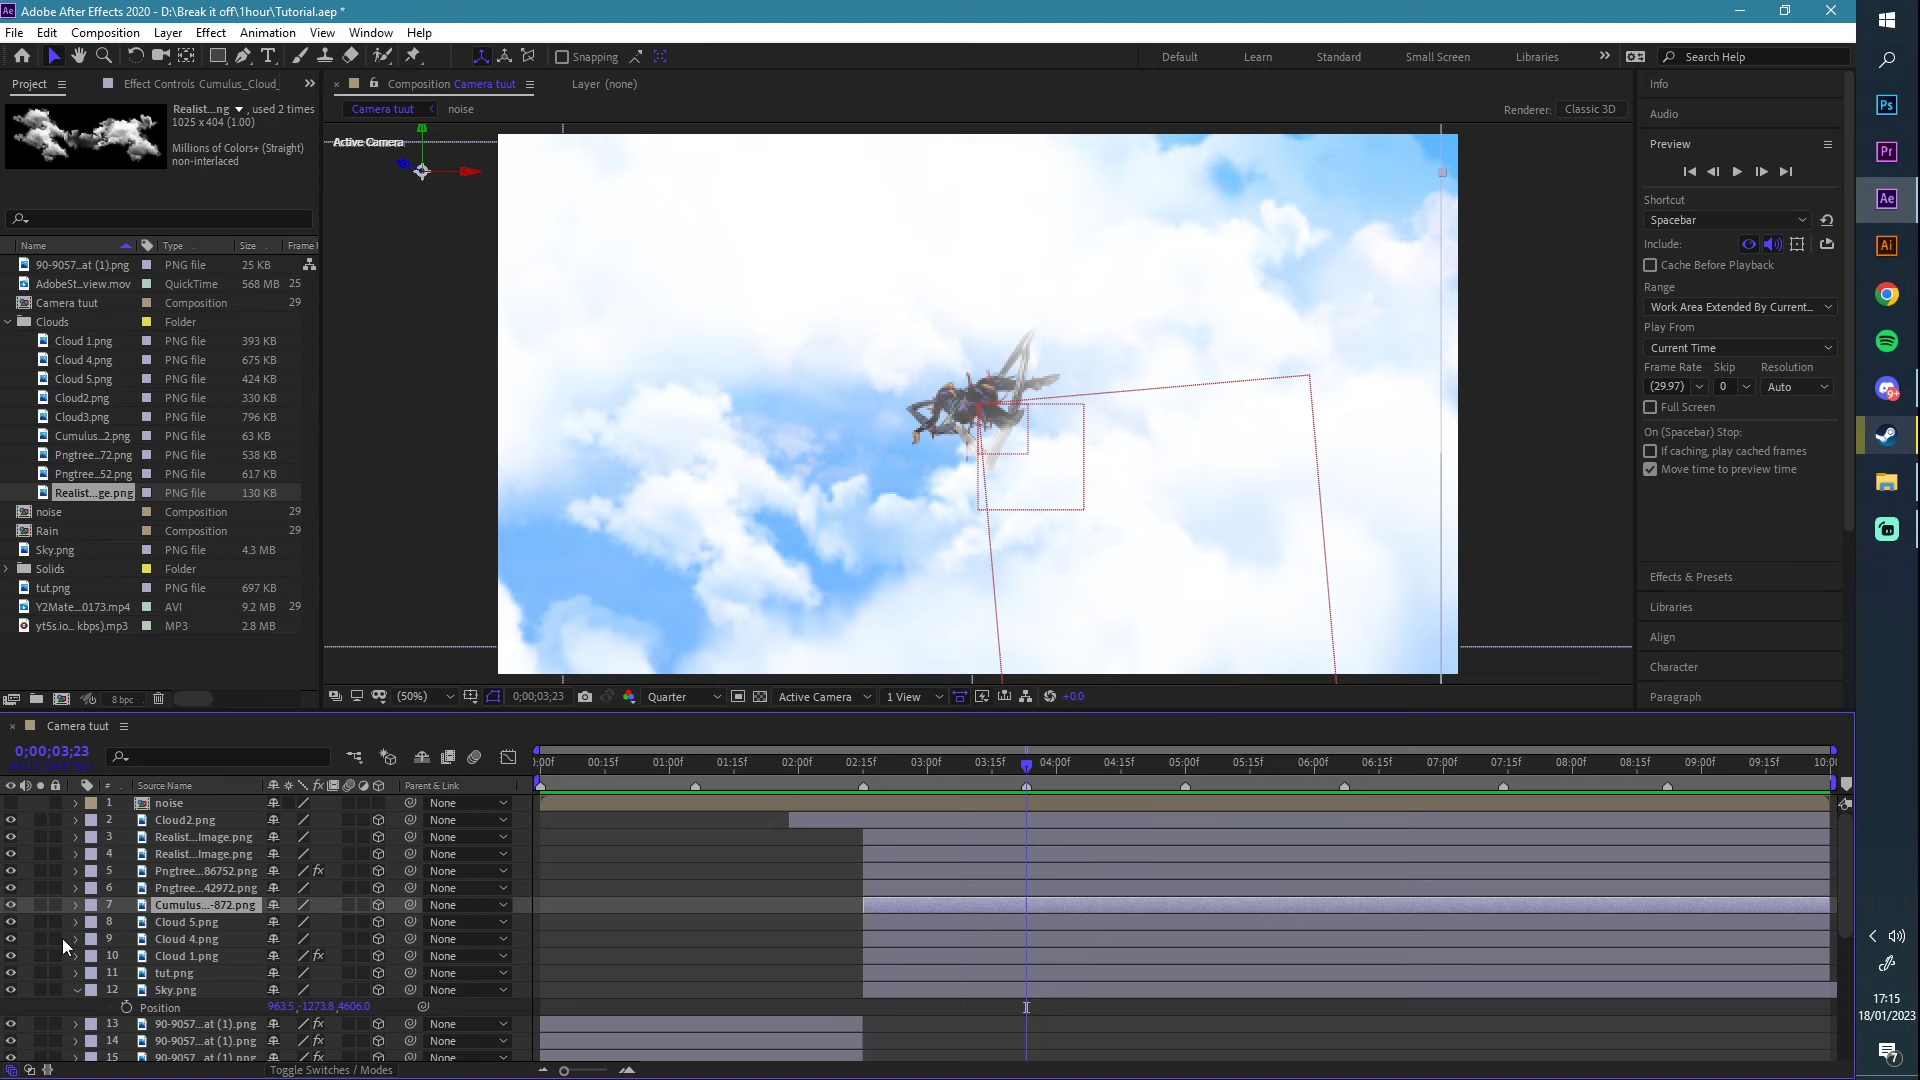 Adobe After Effects 2020 - D:\Break it off\1hour\Tutorial.aep *
File Edit Composition Layer Effect Animation View Window Help
Snapping
Default Learn Standard Small Screen Libraries Search Help
Project Effect Controls Cumulus_Cloud_
Composition Camera tuut Layer (none)
Camera tuut noise
Renderer: Classic 3D
Realist...ng , used 2 times
1025 x 404 (1.00)
Millions of Colors+ (Straight)
non-interlaced
Active Camera
Name Type Size Frame
90-9057...at (1).png PNG file 25 KB
AdobeSt...view.mov QuickTime 568 MB 25
Camera tuut Composition 29
Clouds Folder
Cloud 1.png PNG file 393 KB
Cloud 4.png PNG file 675 KB
Cloud 5.png PNG file 424 KB
Cloud2.png PNG file 330 KB
Cloud3.png PNG file 796 KB
Cumulus...2.png PNG file 63 KB
Pngtree...72.png PNG file 538 KB
Pngtree...52.png PNG file 617 KB
Realist...ge.png PNG file 130 KB
noise Composition 29
Rain Composition 29
Sky.png PNG file 4.3 MB
Solids Folder
tut.png PNG file 697 KB
Y2Mate...0173.mp4 AVI 9.2 MB 29
yt5s.io... kbps).mp3 MP3 2.8 MB
8 bpc
(50%) 0;00;03;23 Quarter Active Camera 1 View +0.0
Info
Audio
Preview
Shortcut
Spacebar
Include:
Cache Before Playback
Range
Work Area Extended By Current...
Play From
Current Time
Frame Rate Skip Resolution
(29.97) 0 Auto
Full Screen
On (Spacebar) Stop:
If caching, play cached frames
Move time to preview time
Effects & Presets
Libraries
Align
Character
Paragraph
Ps
Pr
Ae
Ai
9+
Camera tuut
0;00;03;23
):00f 00:15f 01:00f 01:15f 02:00f 02:15f 03:00f 03:15f 04:00f 04:15f 05:00f 05:15f 06:00f 06:15f 07:00f 07:15f 08:00f 08:15f 09:00f 09:15f 10:00
# Source Name Parent & Link
1 noise None
2 Cloud2.png None
3 Realist...Image.png None
4 Realist...Image.png None
5 Pngtree...86752.png fx None
6 Pngtree...42972.png None
7 Cumulus...-872.png None
8 Cloud 5.png None
9 Cloud 4.png None
10 Cloud 1.png fx None
11 tut.png None
12 Sky.png None
Position 963.5,-1273.8,4606.0
13 90-9057...at (1).png fx None
14 90-9057...at (1).png fx None
15 90-9057...at (1).png fx None
Toggle Switches / Modes
17:15
18/01/2023
7